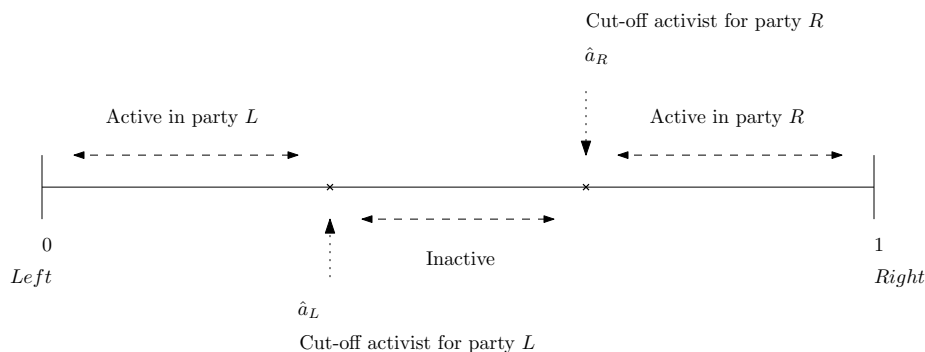 Cut-off activist for party R
â_R
Active in party L
Active in party R
0
1
Inactive
Left
Right
â_L
Cut-off activist for party L